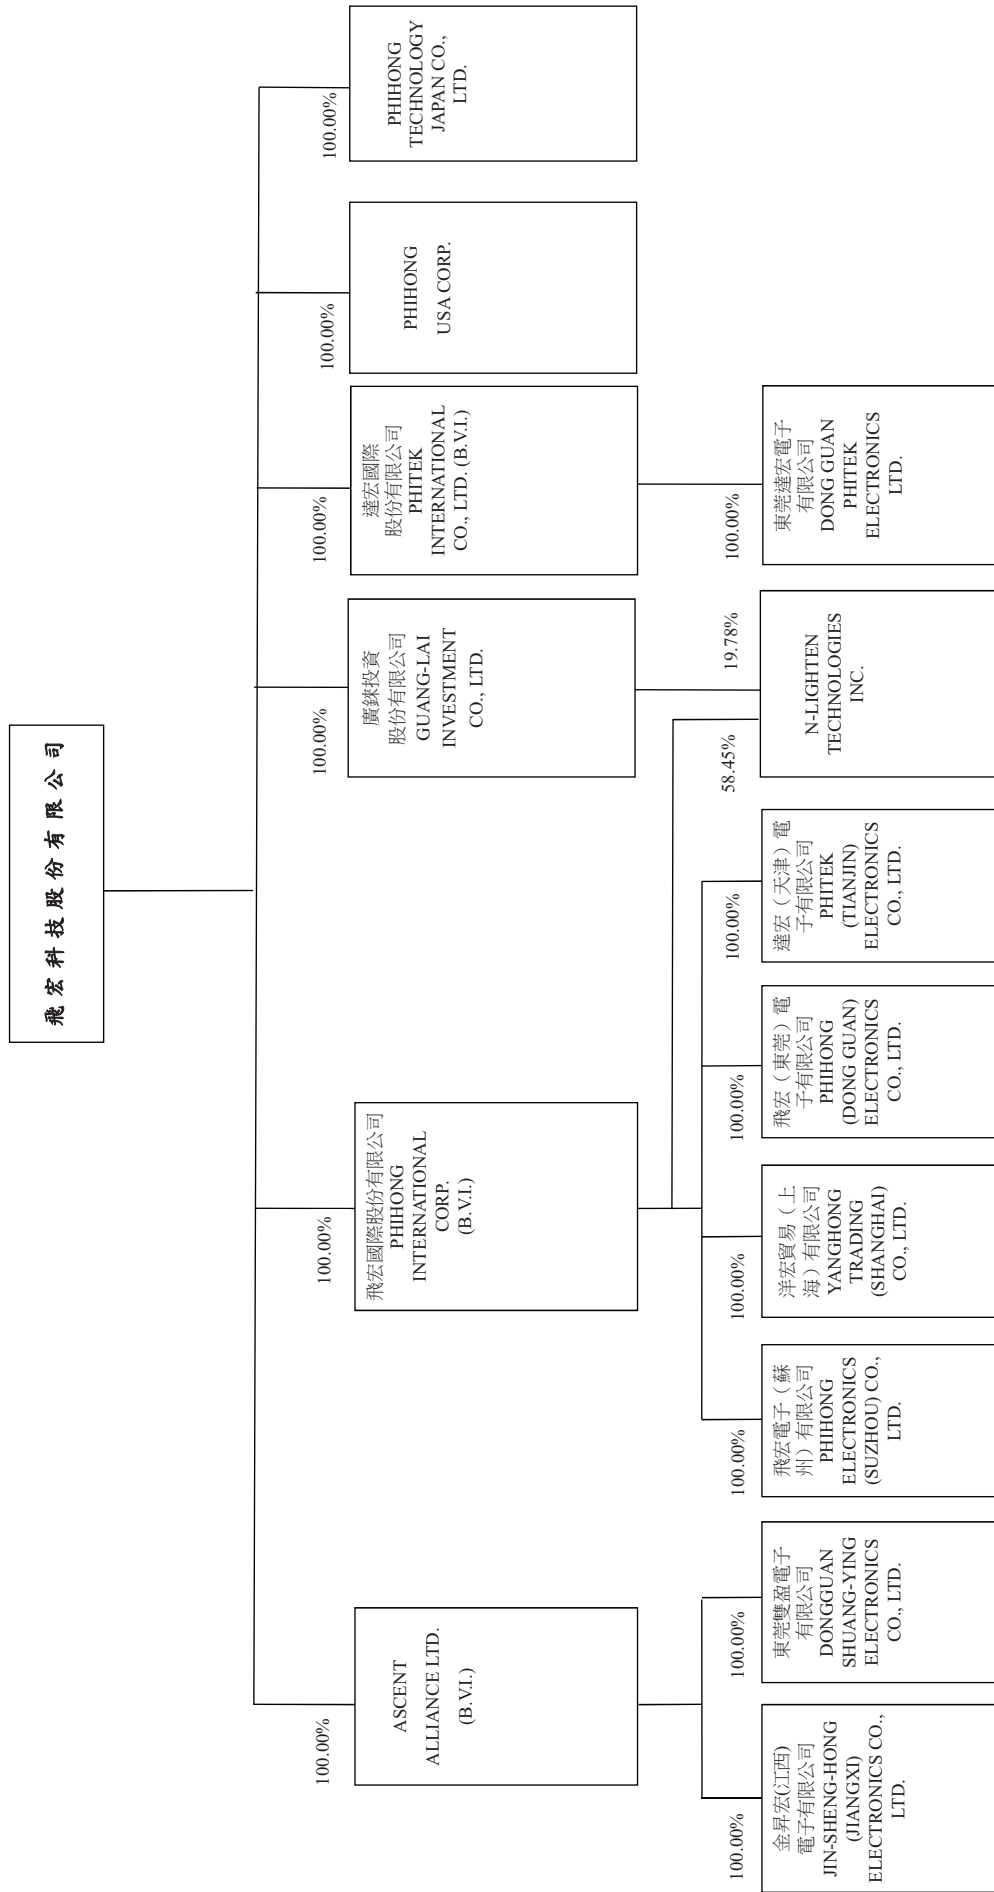 飛宏科技股份有限公司
100.00%
ASCENT
ALLIANCE LTD.
(B.V.I.)
100.00%
飛宏國際股份有限公司
PHIHONG
INTERNATIONAL
CORP.
(B.V.I.)
100.00%
廣錸投資
股份有限公司
GUANG-LAI
INVESTMENT
CO., LTD.
100.00%
達宏國際
股份有限公司
PHITEK
INTERNATIONAL
CO., LTD. (B.V.I.)
100.00%
PHIHONG
USA CORP.
100.00%
PHIHONG
TECHNOLOGY
JAPAN CO.,
LTD.
100.00%
金昇宏(江西)
電子有限公司
JIN-SHENG-HONG
(JIANGXI)
ELECTRONICS CO.,
LTD.
100.00%
東莞雙盈電子
有限公司
DONGGUAN
SHUANG-YING
ELECTRONICS
CO., LTD.
100.00%
飛宏電子（蘇
州）有限公司
PHIHONG
ELECTRONICS
(SUZHOU) CO.,
LTD.
100.00%
洋宏貿易（上
海）有限公司
YANGHONG
TRADING
(SHANGHAI)
CO., LTD.
100.00%
飛宏（東莞）電
子有限公司
PHIHONG
(DONG GUAN)
ELECTRONICS
CO., LTD.
100.00%
達宏（天津）電
子有限公司
PHITEK
(TIANJIN)
ELECTRONICS
CO., LTD.
58.45%
19.78%
N-LIGHTEN
TECHNOLOGIES
INC.
100.00%
東莞達宏電子
有限公司
DONG GUAN
PHITEK
ELECTRONICS
LTD.